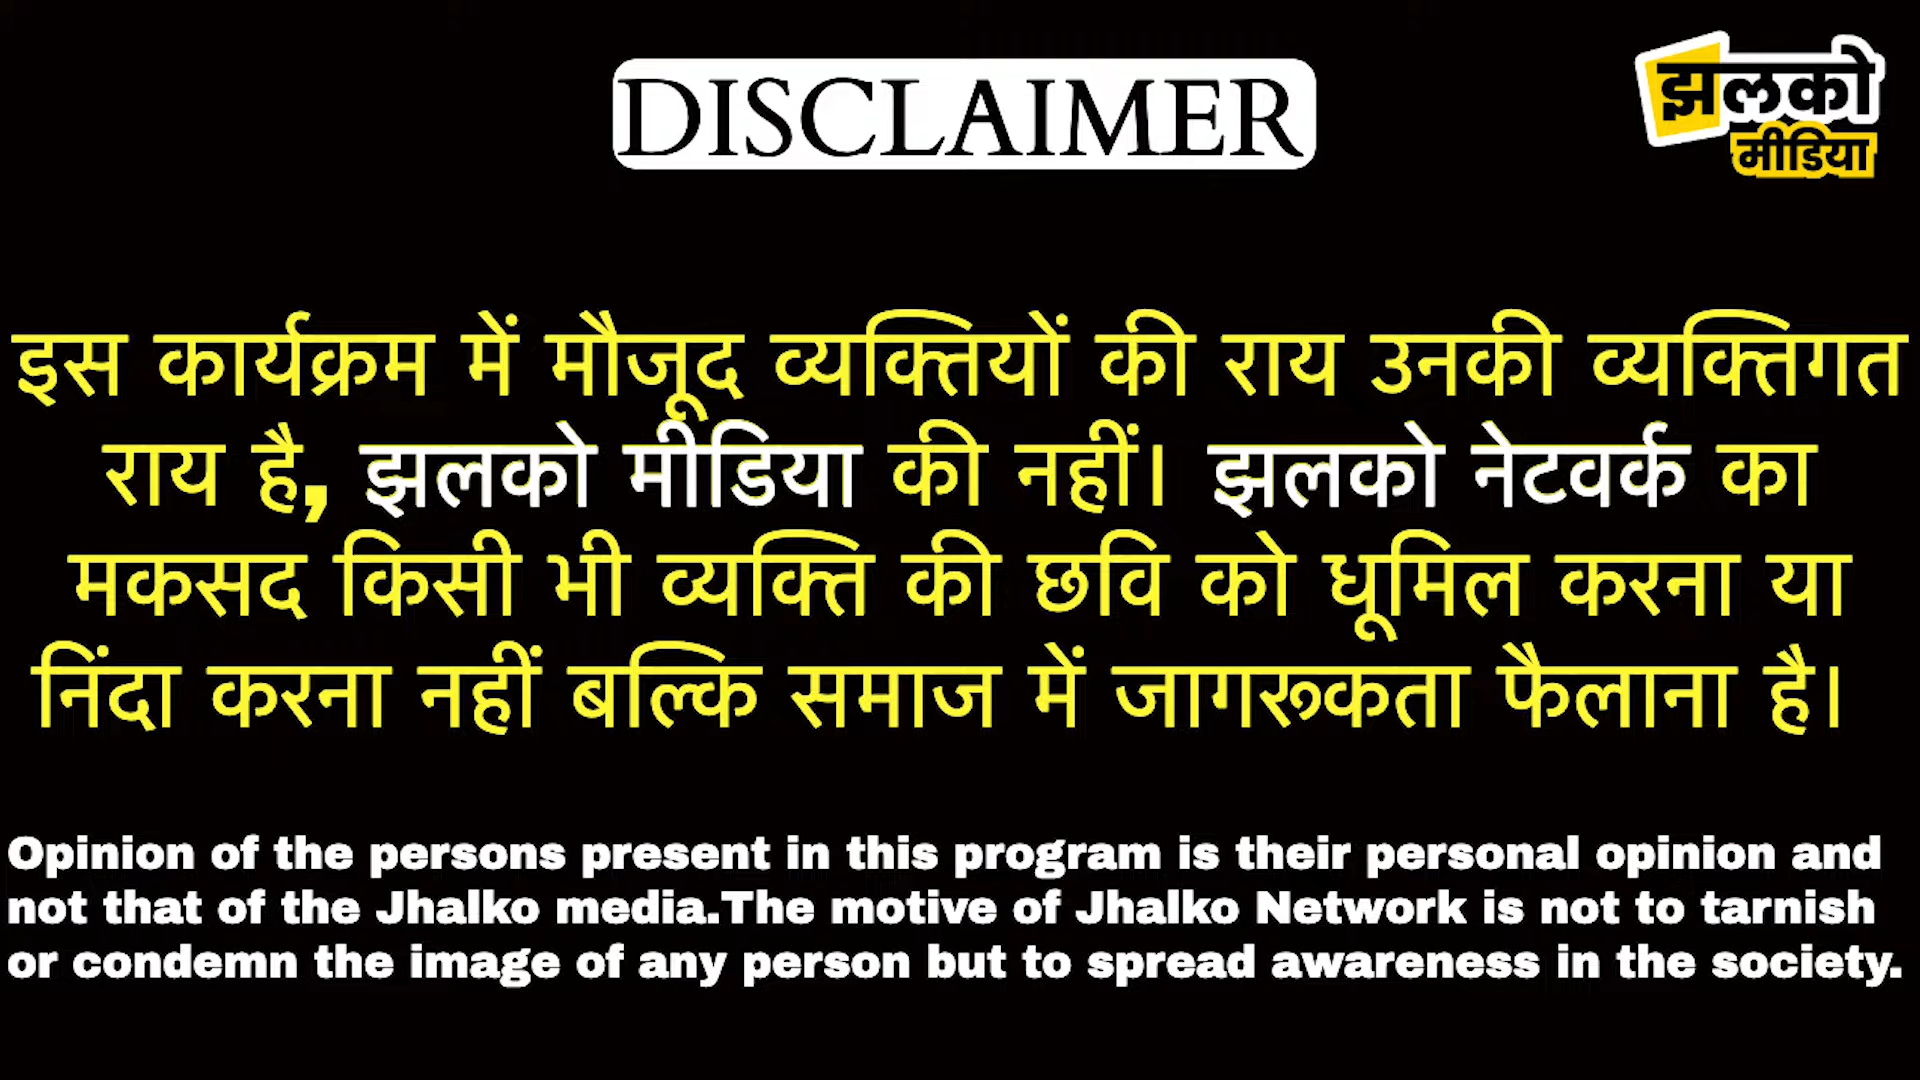 DISCLAIMER
झलको
मीडिया
इस कार्यक्रम में मौजूद व्यक्तियों की राय उनकी व्यक्तिगत
राय है, झलको मीडिया की नहीं। झलको नेटवर्क का
मकसद किसी भी व्यक्ति की छवि को धूमिल करना या
निंदा करना नहीं बल्कि समाज में जागरूकता फैलाना है।
Opinion of the persons present in this program is their personal opinion and
not that of the Jhalko media.The motive of Jhalko Network is not to tarnish
or condemn the image of any person but to spread awareness in the society.